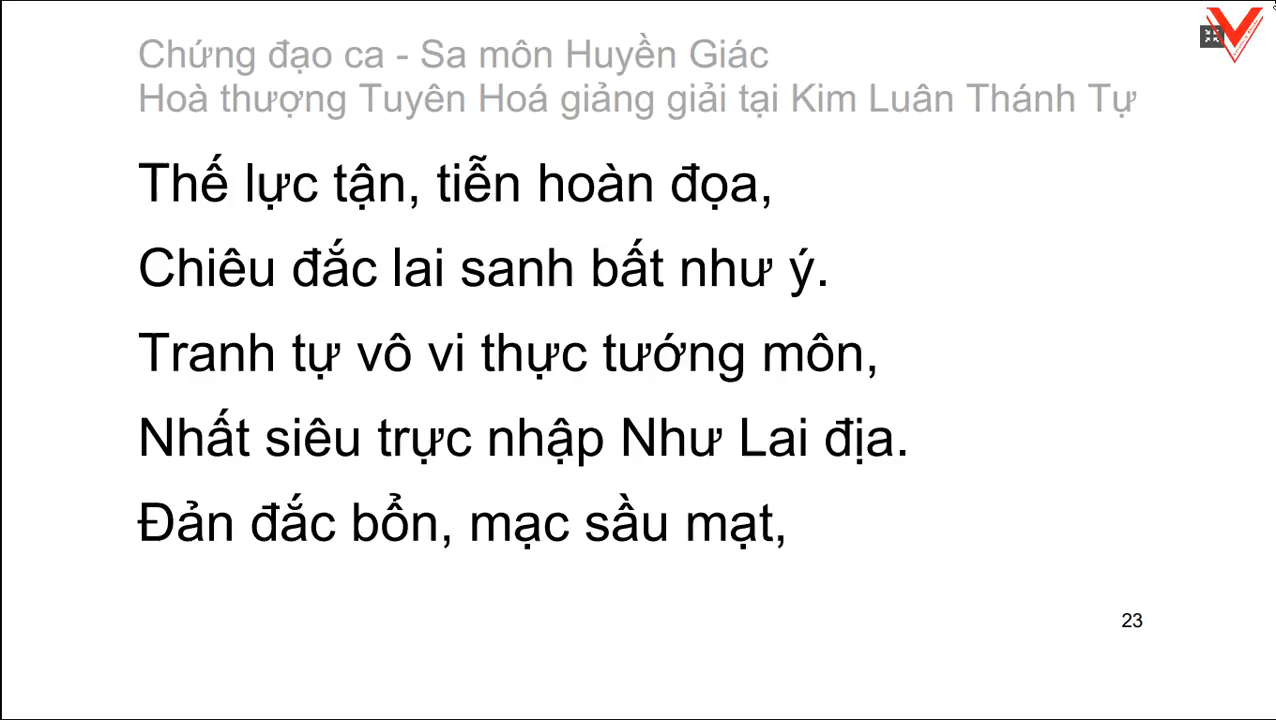 Chứng đạo ca - Sa môn Huyền Giác
Hoà thượng Tuyên Hoá giảng giải tại Kim Luân Thánh Tự
Thế lực tận, tiễn hoàn đọa,
Chiêu đắc lai sanh bất như ý.
Tranh tự vô vi thực tướng môn,
Nhất siêu trực nhập Như Lai địa.
Đản đắc bổn, mạc sầu mạt,
23